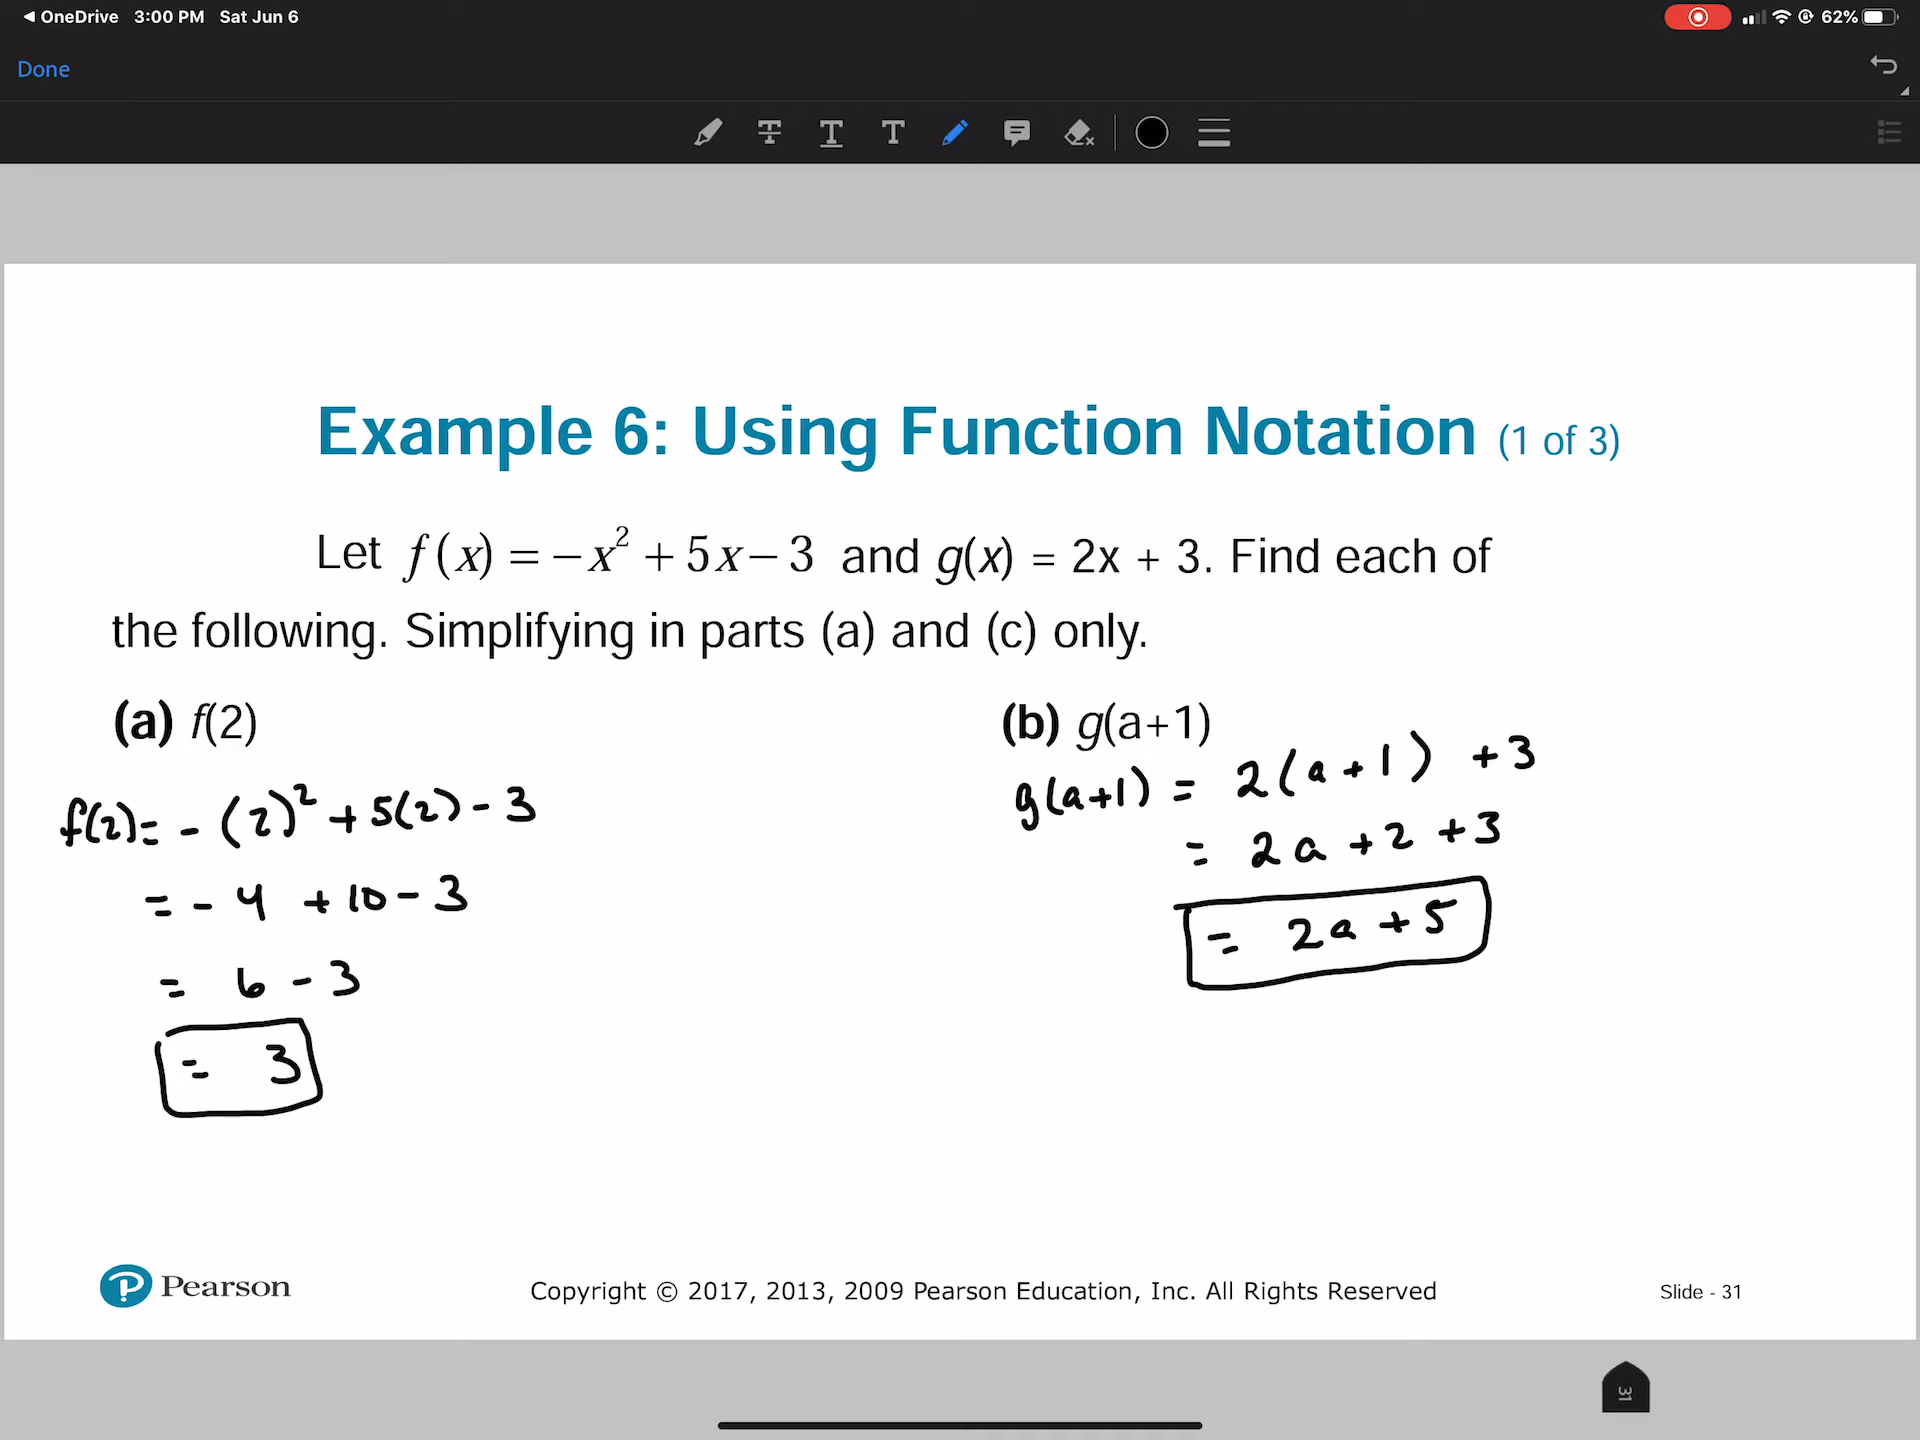 OneDrive 3:00 PM Sat Jun 6 62%
Done
T T T
Example 6: Using Function Notation (1 of 3)
Let f(x) = −x² + 5x − 3 and g(x) = 2x + 3. Find each of
the following. Simplifying in parts (a) and (c) only.
(a) f(2)
f(2) = - (2)² + 5(2) - 3
= - 4 + 10 - 3
= 6 - 3
= 3
(b) g(a+1)
g(a+1) = 2(a+1) + 3
= 2a + 2 + 3
= 2a + 5
Pearson
Copyright © 2017, 2013, 2009 Pearson Education, Inc. All Rights Reserved
Slide - 31
31